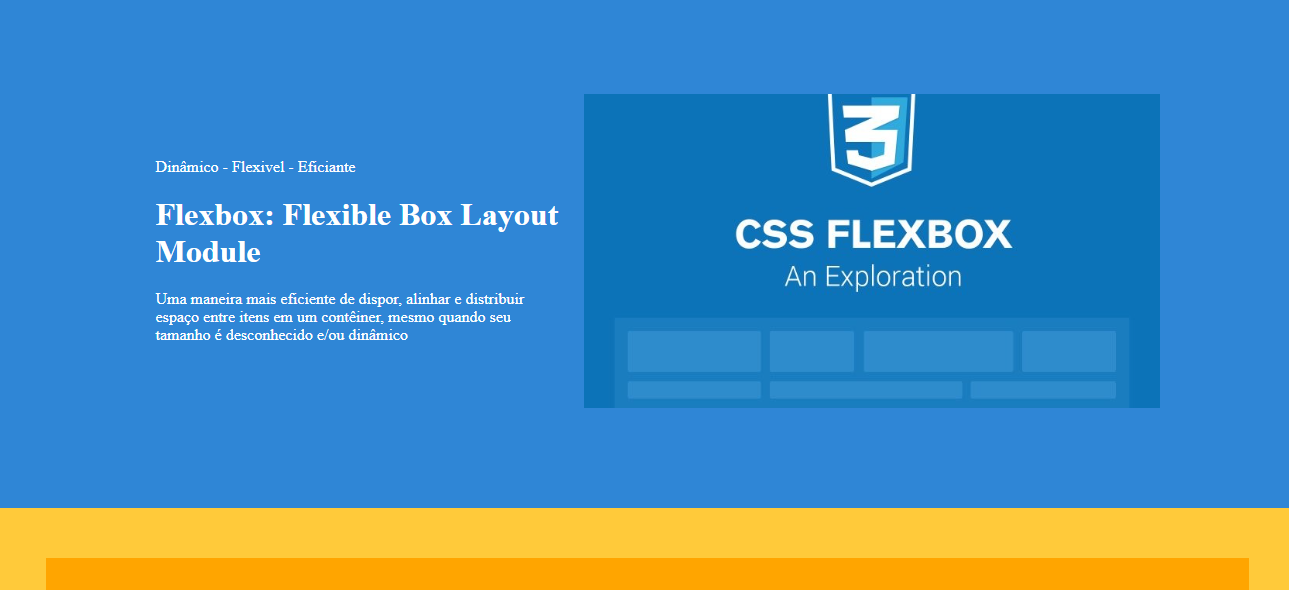 Dinâmico - Flexivel - Eficiante
Flexbox: Flexible Box Layout
Module
Uma maneira mais eficiente de dispor, alinhar e distribuir
espaço entre itens em um contêiner, mesmo quando seu
tamanho é desconhecido e/ou dinâmico
3
CSS FLEXBOX
An Exploration